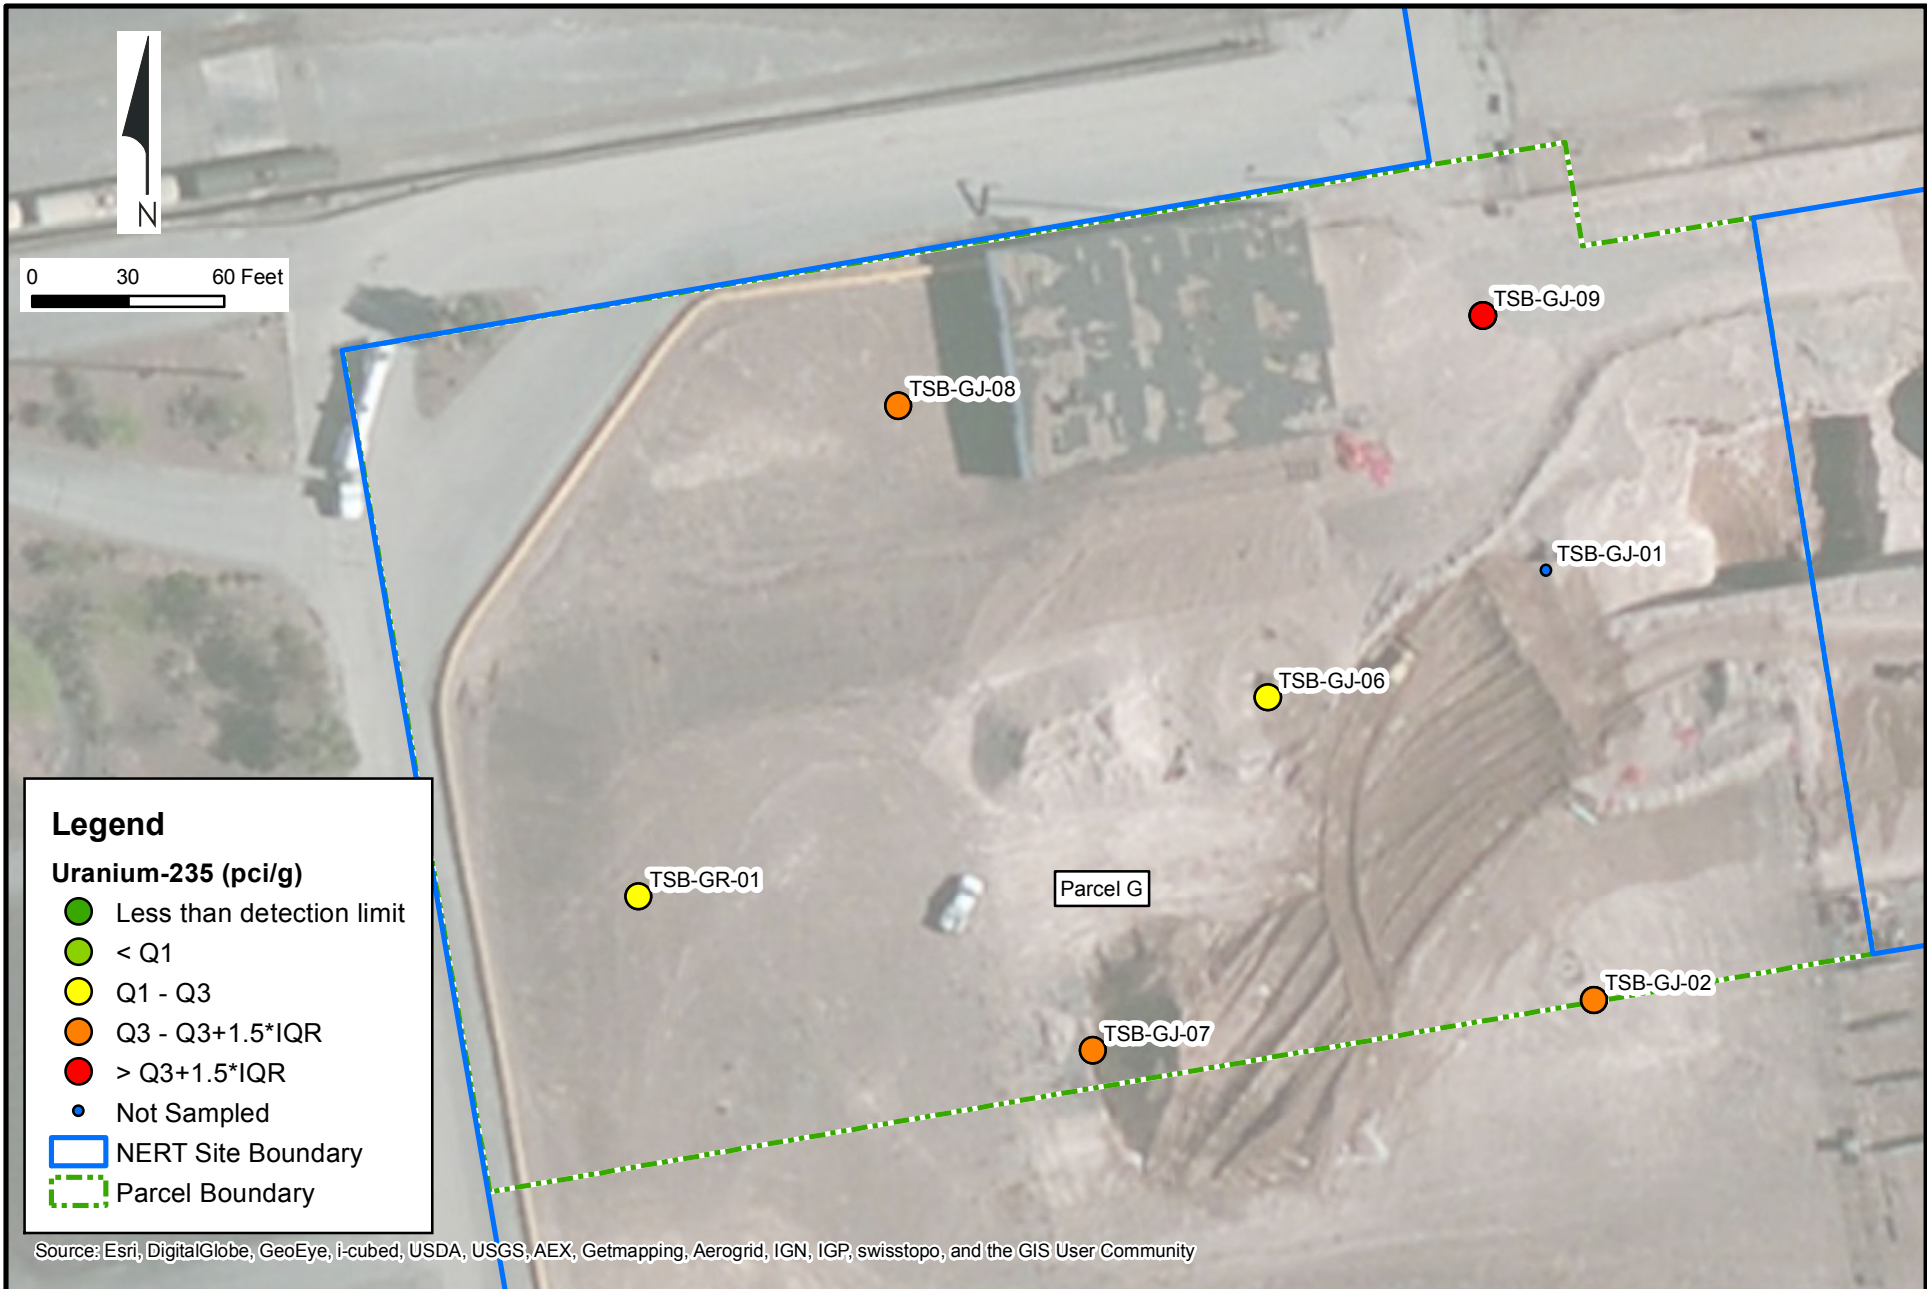 N
0 30 60 Feet
TSB-GJ-09
TSB-GJ-08
TSB-GJ-01
TSB-GJ-06
TSB-GR-01
Parcel G
TSB-GJ-02
TSB-GJ-07
Legend
Uranium-235 (pci/g)
Less than detection limit
< Q1
Q1 - Q3
Q3 - Q3+1.5*IQR
> Q3+1.5*IQR
Not Sampled
NERT Site Boundary
Parcel Boundary
Source: Esri, DigitalGlobe, GeoEye, i-cubed, USDA, USGS, AEX, Getmapping, Aerogrid, IGN, IGP, swisstopo, and the GIS User Community